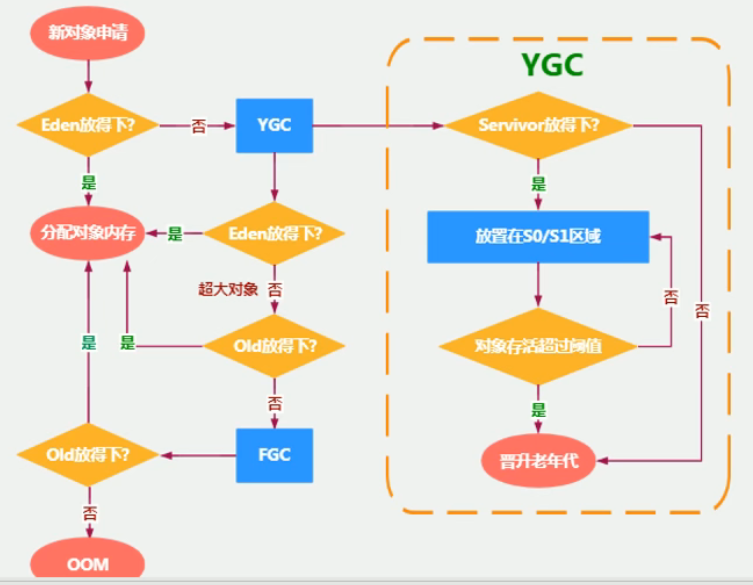 新对象申请
YGC
Eden放得下?
否
YGC
Servivor放得下?
是
是
分配对象内存
是
Eden放得下?
放置在S0/S1区域
超大对象
否
否
否
是
是
Old放得下?
对象存活超过阈值
否
是
Old放得下?
FGC
晋升老年代
否
OOM